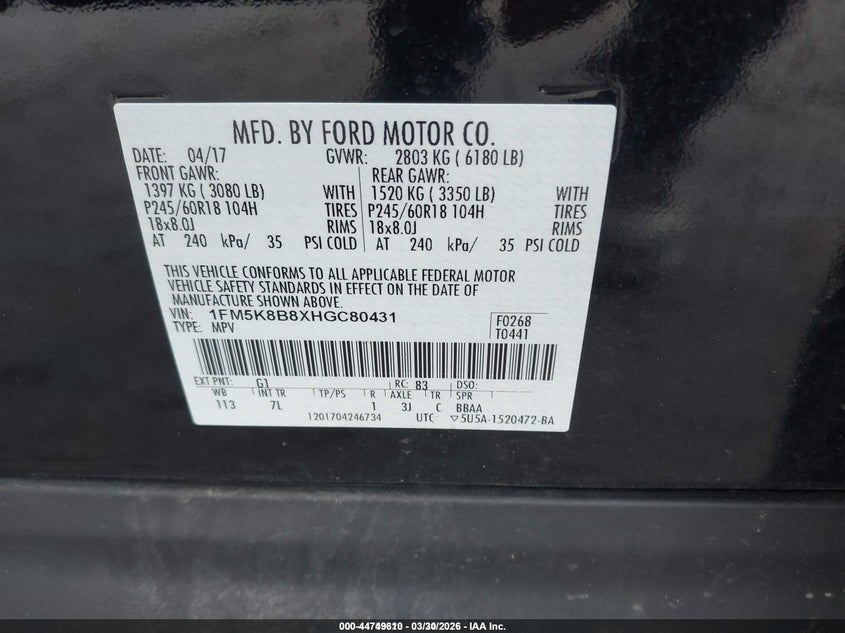 MFD. BY FORD MOTOR CO.
DATE: 04/17 GVWR: 2803 KG ( 6180 LB)
FRONT GAWR: REAR GAWR:
1397 KG ( 3080 LB) WITH 1520 KG ( 3350 LB) WITH
P245/60R18 104H TIRES P245/60R18 104H TIRES
18x8.0J RIMS 18x8.0J RIMS
AT 240 kPa/ 35 PSI COLD AT 240 kPa/ 35 PSI COLD
THIS VEHICLE CONFORMS TO ALL APPLICABLE FEDERAL MOTOR
VEHICLE SAFETY STANDARDS IN EFFECT ON THE DATE OF
MANUFACTURE SHOWN ABOVE.
VIN: 1FM5K8B8XHGC80431 F0268
TYPE: MPV T0441
EXT PNT: G1 RC: 83 DSO:
WB INT TR TP/PS R AXLE TR SPR
113 7L 1 3J C BBAA
1201704246734 UTC ▽5U5A-1520472-BA
03/30/2026 - IAA Inc.